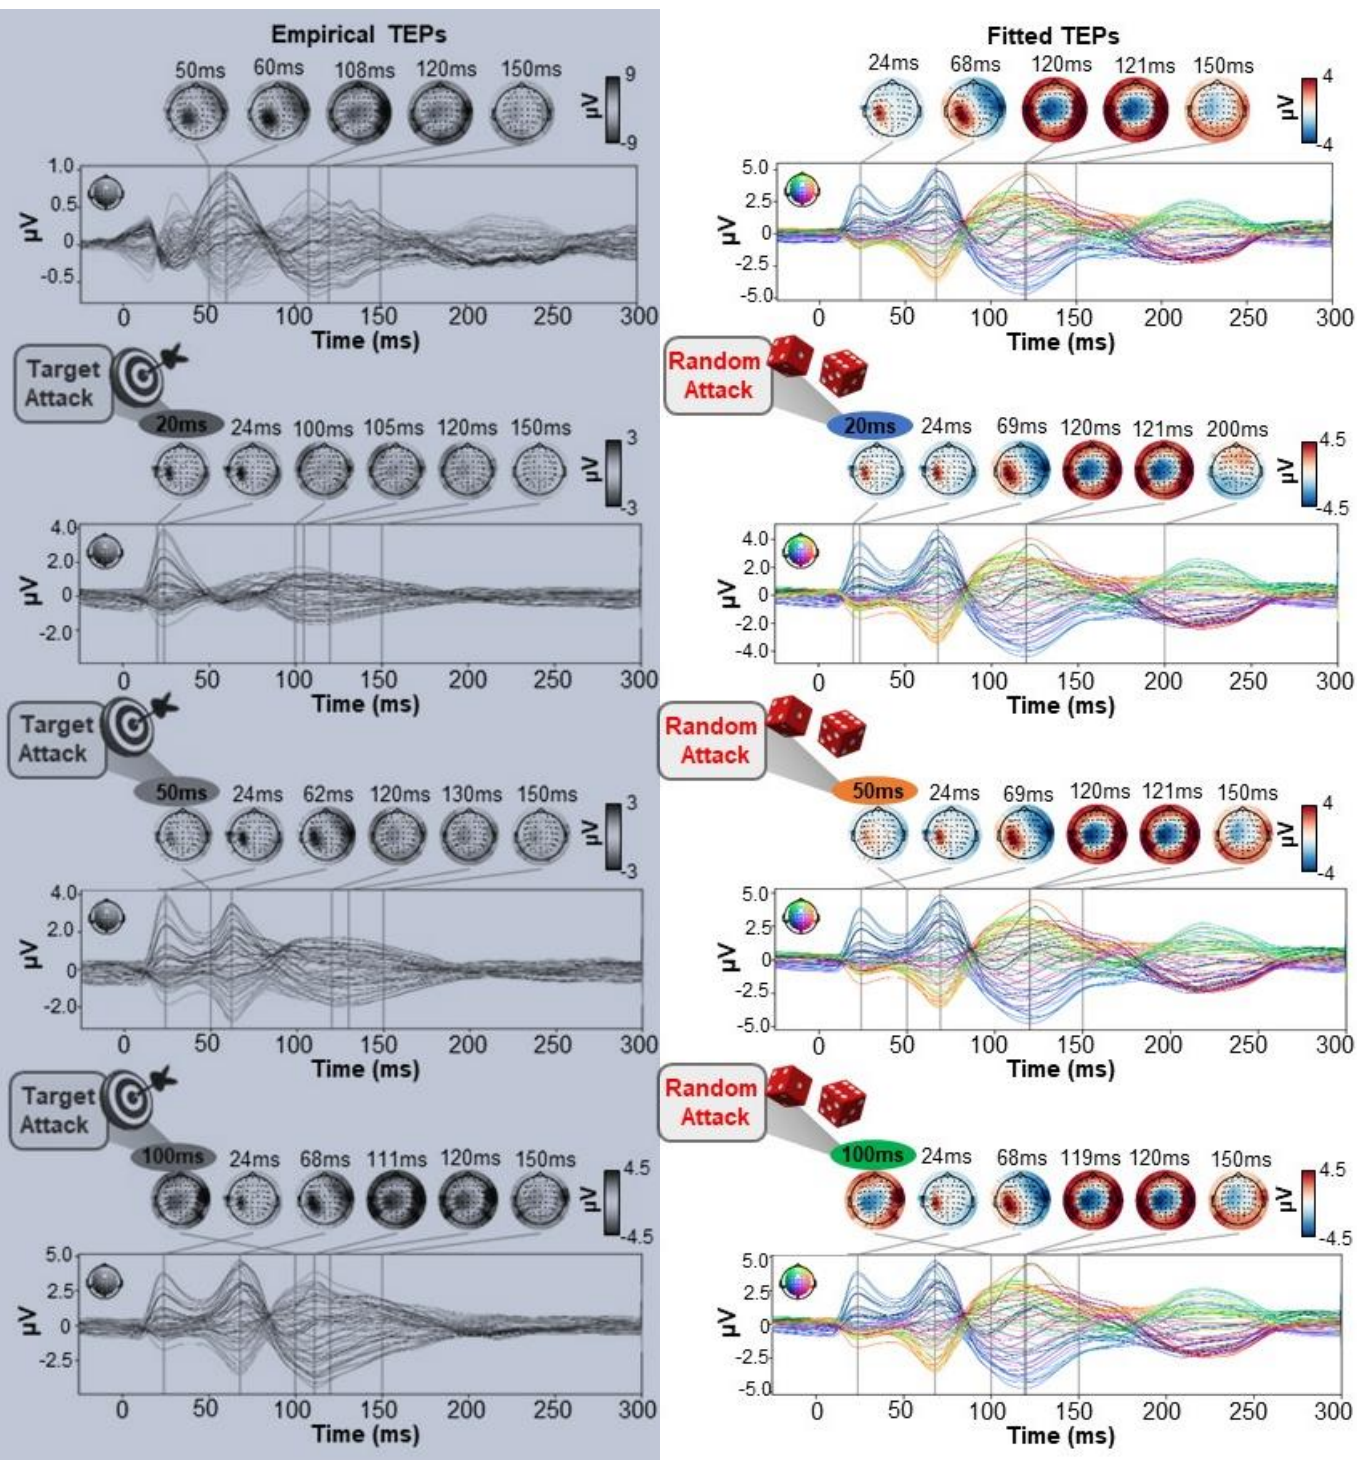 Empirical TEPs
50ms 60ms 108ms 120ms 150ms
9
µV
-9
1.0
0.5
0
-0.5
µV
0 50 100 150 200 250 300
Time (ms)
Fitted TEPs
24ms 68ms 120ms 121ms 150ms
4
µV
-4
5.0
2.5
0
-2.5
-5.0
µV
0 50 100 150 200 250 300
Time (ms)
Target
Attack
20ms 24ms 100ms 105ms 120ms 150ms
3
µV
-3
4.0
2.0
0
-2.0
µV
0 50 100 150 200 250 300
Time (ms)
Random
Attack
20ms 24ms 69ms 120ms 121ms 200ms
4.5
µV
-4.5
4.0
2.0
0
-2.0
-4.0
µV
0 50 100 150 200 250 300
Time (ms)
Target
Attack
50ms 24ms 62ms 120ms 130ms 150ms
3
µV
-3
4.0
2.0
0
-2.0
µV
0 50 100 150 200 250 300
Time (ms)
Random
Attack
50ms 24ms 69ms 120ms 121ms 150ms
4
µV
-4
5.0
2.5
0
-2.5
-5.0
µV
0 50 100 150 200 250 300
Time (ms)
Target
Attack
100ms 24ms 68ms 111ms 120ms 150ms
4.5
µV
-4.5
5.0
2.5
0
-2.5
µV
0 50 100 150 200 250 300
Time (ms)
Random
Attack
100ms 24ms 68ms 119ms 120ms 150ms
4.5
µV
-4.5
5.0
2.5
0
-2.5
-5.0
µV
0 50 100 150 200 250 300
Time (ms)